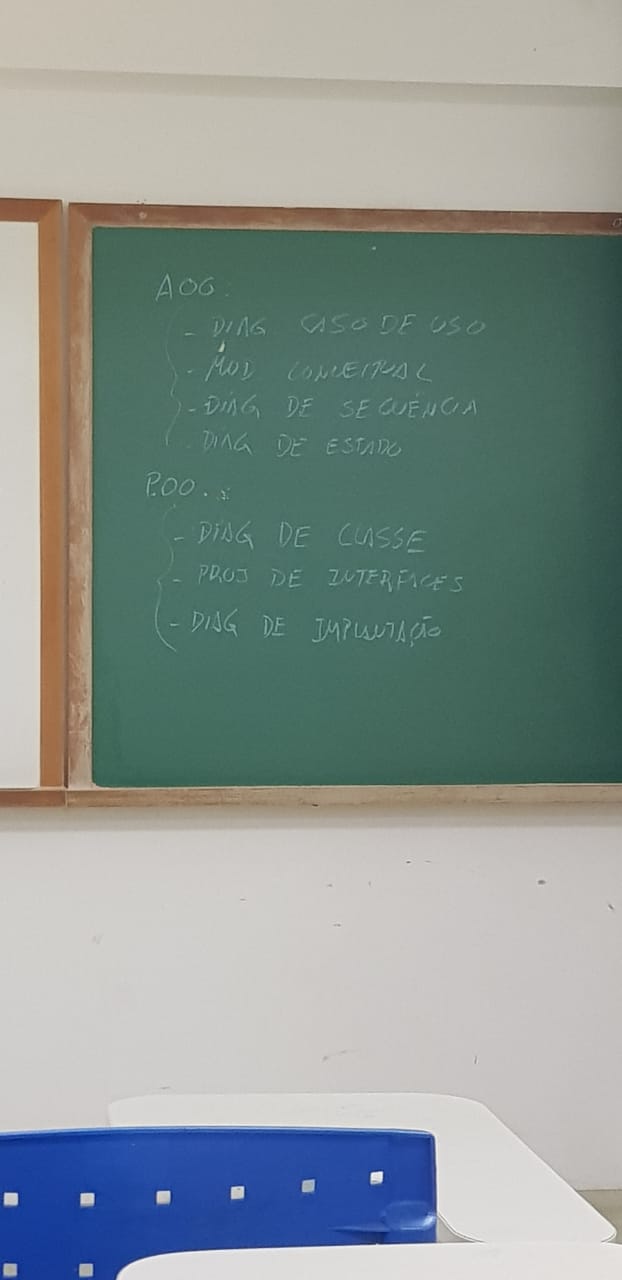 AOO:
- DIAG CASO DE USO
- MOD CONCEITUAL
- DIAG DE SEQUÊNCIA
- DIAG DE ESTADO
POO:
- DIAG DE CLASSE
- PROJ DE INTERFACES
- DIAG DE IMPLANTAÇÃO